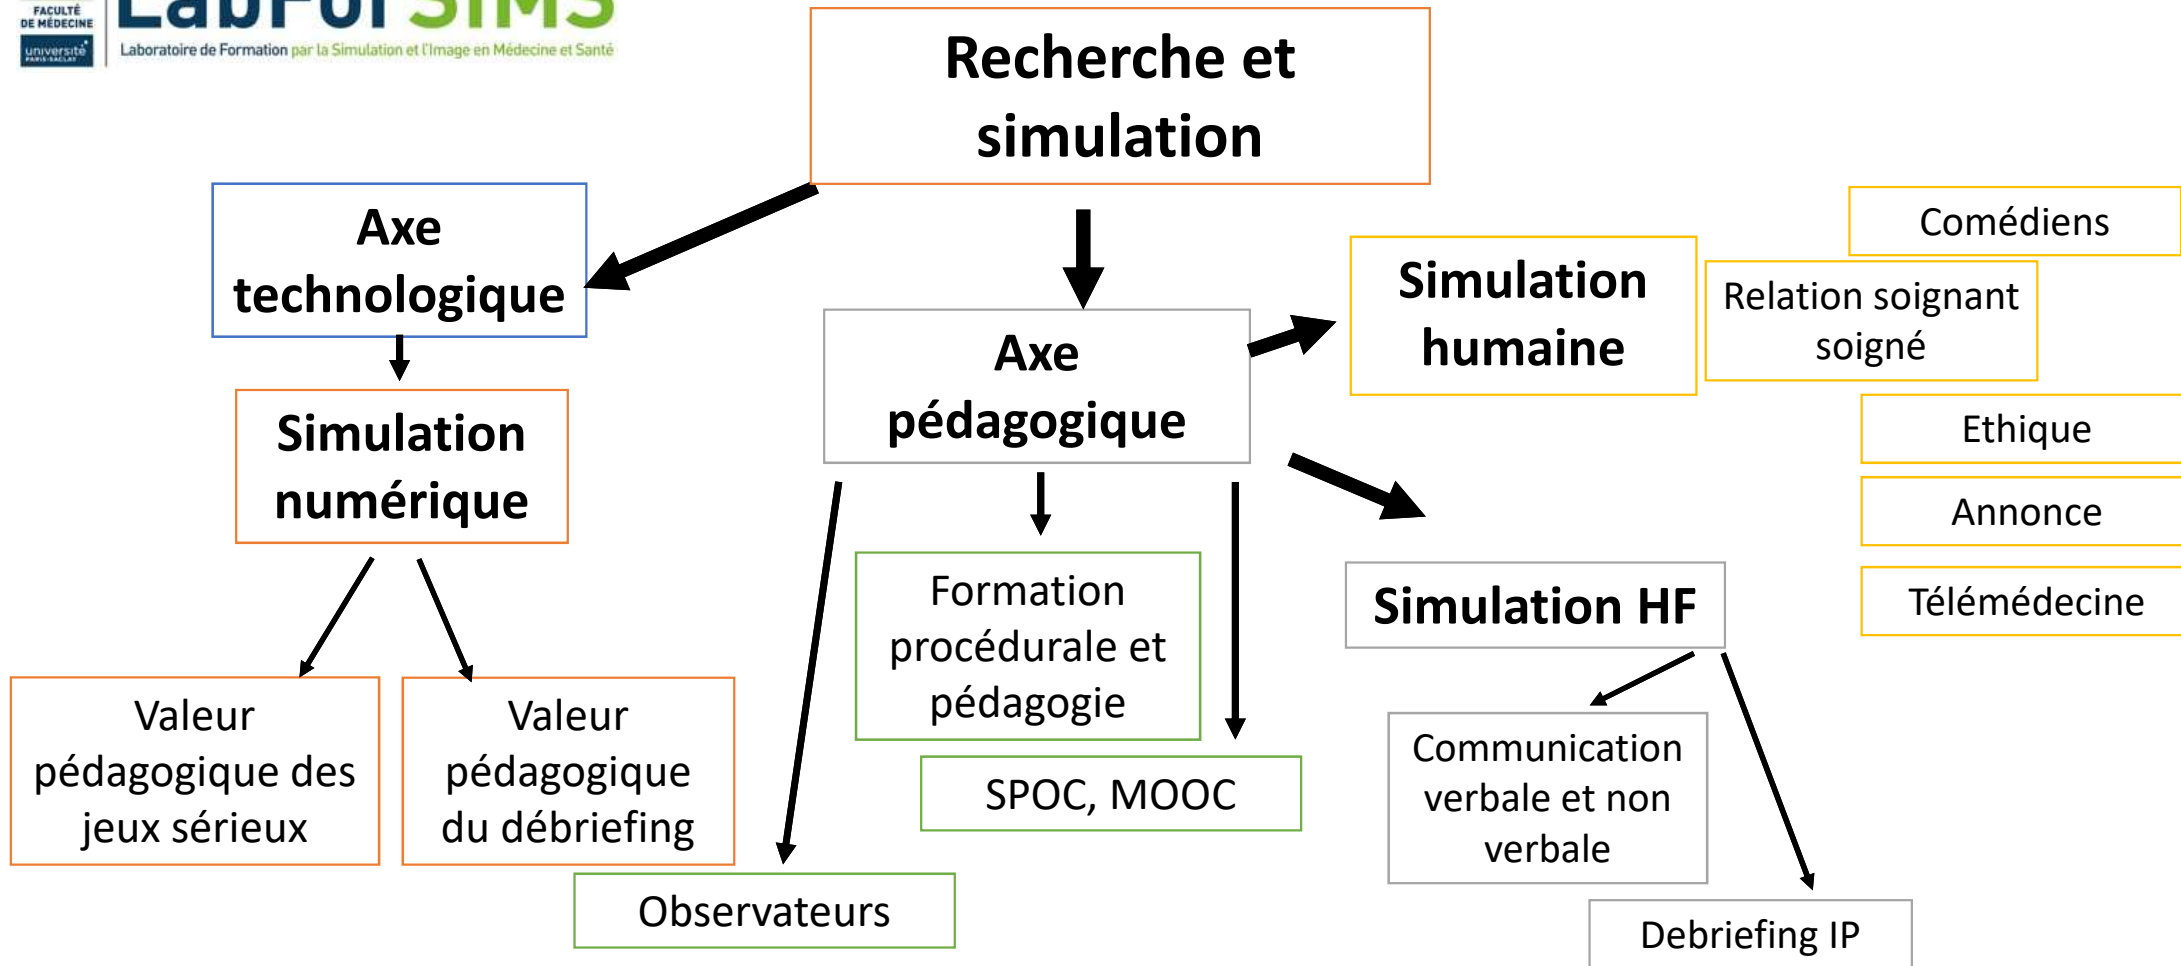 FACULTÉ
DE MÉDECINE
université
PARIS-SACLAY
LabForSIMS
Laboratoire de Formation par la Simulation et l'Image en Médecine et Santé
Recherche et
simulation
Axe
technologique
Simulation
numérique
Valeur
pédagogique des
jeux sérieux
Valeur
pédagogique
du débriefing
Axe
pédagogique
Observateurs
Formation
procédurale et
pédagogie
SPOC, MOOC
Simulation
humaine
Comédiens
Relation soignant
soigné
Ethique
Annonce
Télémédecine
Simulation HF
Communication
verbale et non
verbale
Debriefing IP